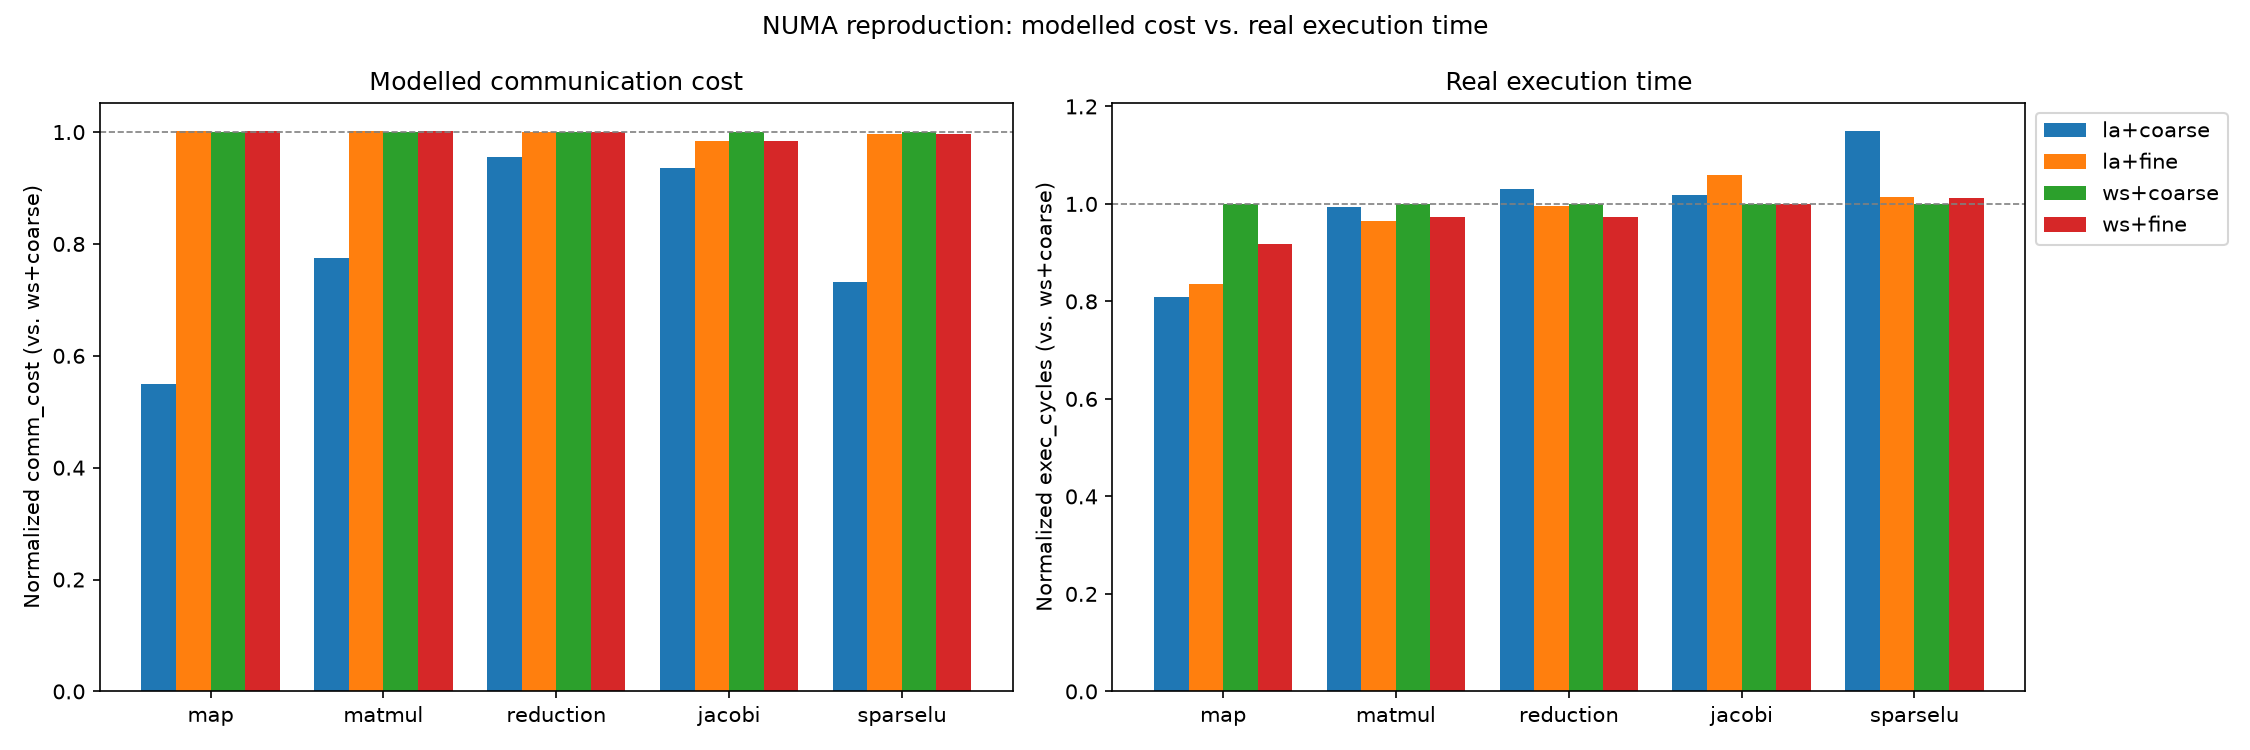 NUMA reproduction: modelled cost vs. real execution time
Modelled communication cost
Normalized comm_cost (vs. ws+coarse)
1.0
0.8
0.6
0.4
0.2
0.0
map
matmul
reduction
jacobi
sparselu
Real execution time
Normalized exec_cycles (vs. ws+coarse)
1.2
1.0
0.8
0.6
0.4
0.2
0.0
map
matmul
reduction
jacobi
sparselu
la+coarse
la+fine
ws+coarse
ws+fine